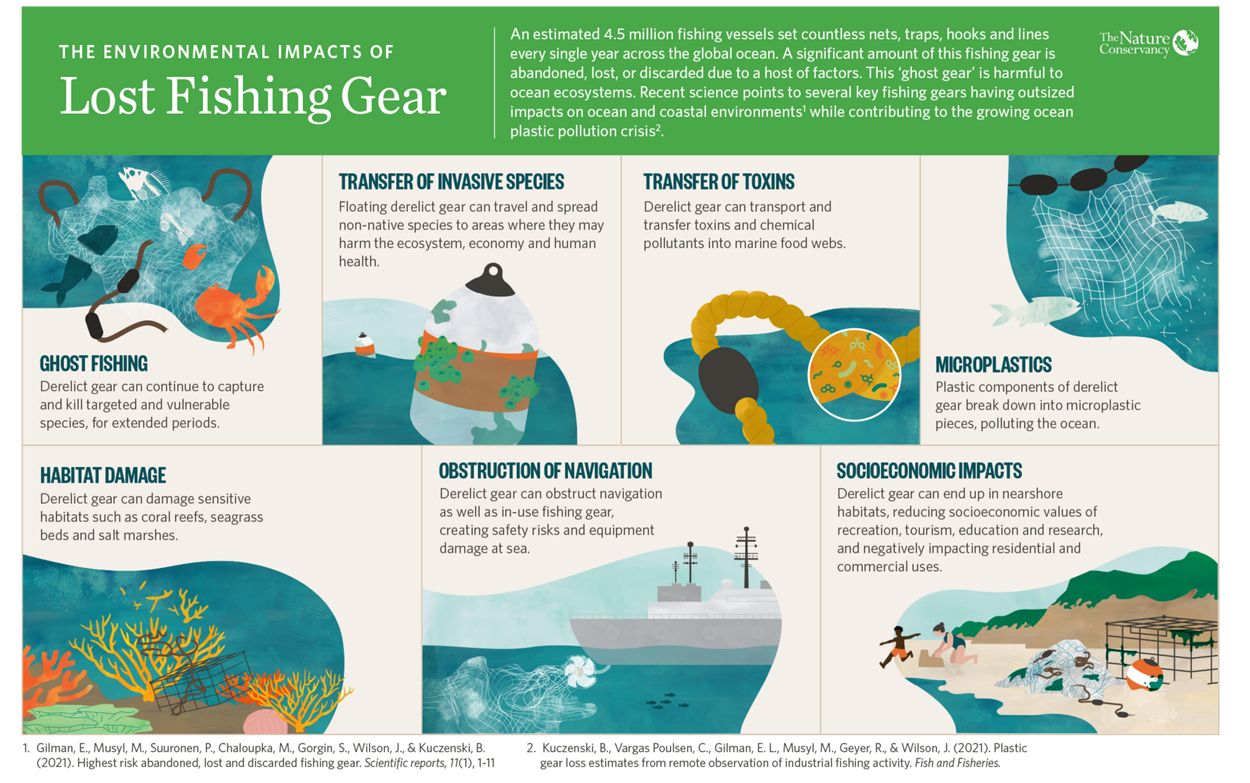 THE ENVIRONMENTAL IMPACTS OF
Lost Fishing Gear
An estimated 4.5 million fishing vessels set countless nets, traps, hooks and lines
every single year across the global ocean. A significant amount of this fishing gear is
abandoned, lost, or discarded due to a host of factors. This ‘ghost gear’ is harmful to
ocean ecosystems. Recent science points to several key fishing gears having outsized
impacts on ocean and coastal environments¹ while contributing to the growing ocean
plastic pollution crisis².
The Nature
Conservancy
GHOST FISHING
Derelict gear can continue to capture
and kill targeted and vulnerable
species, for extended periods.
TRANSFER OF INVASIVE SPECIES
Floating derelict gear can travel and spread
non-native species to areas where they may
harm the ecosystem, economy and human
health.
TRANSFER OF TOXINS
Derelict gear can transport and
transfer toxins and chemical
pollutants into marine food webs.
MICROPLASTICS
Plastic components of derelict
gear break down into microplastic
pieces, polluting the ocean.
HABITAT DAMAGE
Derelict gear can damage sensitive
habitats such as coral reefs, seagrass
beds and salt marshes.
OBSTRUCTION OF NAVIGATION
Derelict gear can obstruct navigation
as well as in-use fishing gear,
creating safety risks and equipment
damage at sea.
SOCIOECONOMIC IMPACTS
Derelict gear can end up in nearshore
habitats, reducing socioeconomic values of
recreation, tourism, education and research,
and negatively impacting residential and
commercial uses.
1. Gilman, E., Musyl, M., Suuronen, P., Chaloupka, M., Gorgin, S., Wilson, J., & Kuczenski, B.
(2021). Highest risk abandoned, lost and discarded fishing gear. Scientific reports, 11(1), 1-11
2. Kuczenski, B., Vargas Poulsen, C., Gilman, E. L., Musyl, M., Geyer, R., & Wilson, J. (2021). Plastic
gear loss estimates from remote observation of industrial fishing activity. Fish and Fisheries.